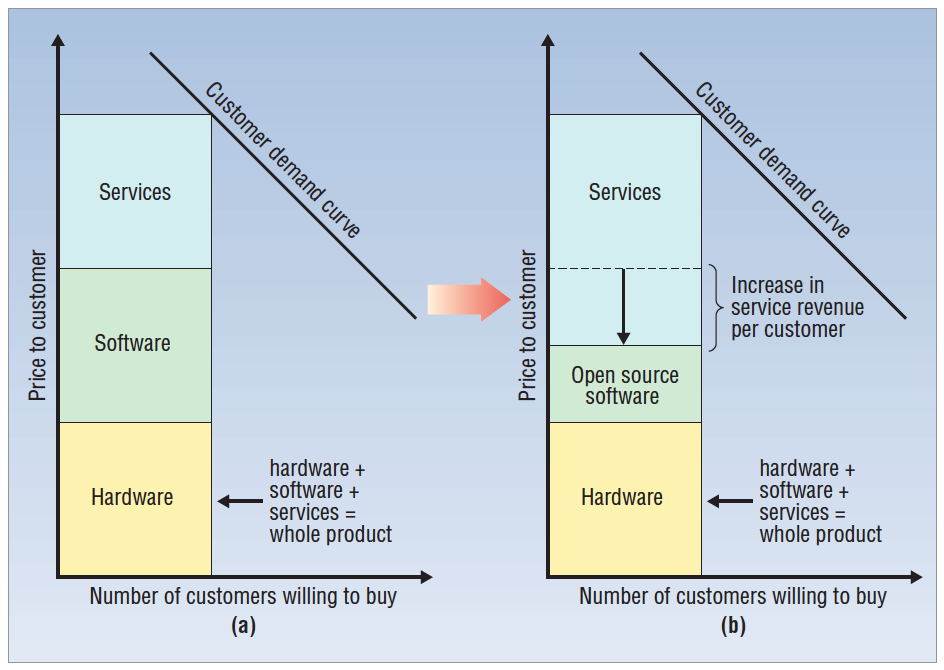 Price to customer
Customer demand curve
Services
Software
Hardware
hardware +
software +
services =
whole product
Number of customers willing to buy
(a)
Price to customer
Customer demand curve
Services
Increase in
service revenue
per customer
Open source
software
Hardware
hardware +
software +
services =
whole product
Number of customers willing to buy
(b)